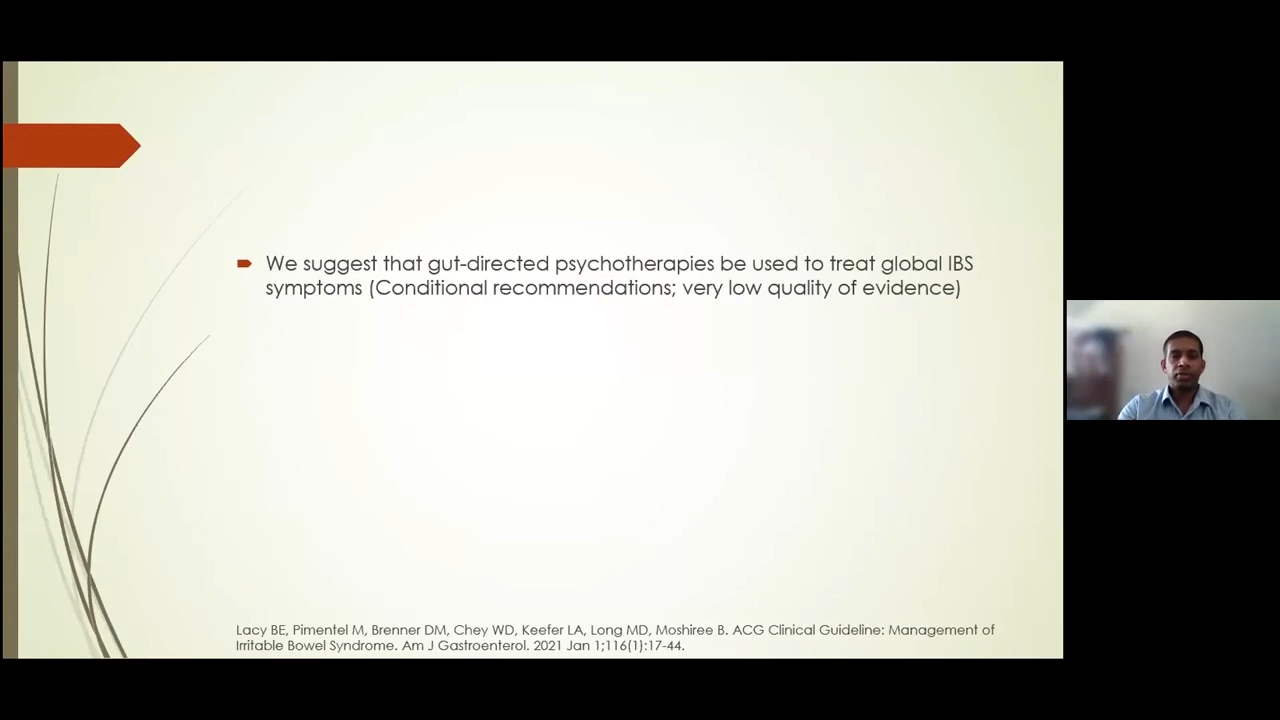 We suggest that gut-directed psychotherapies be used to treat global IBS
symptoms (Conditional recommendations; very low quality of evidence)
Lacy BE, Pimentel M, Brenner DM, Chey WD, Keefer LA, Long MD, Moshiree B. ACG Clinical Guideline: Management of
Irritable Bowel Syndrome. Am J Gastroenterol. 2021 Jan 1;116(1):17-44.